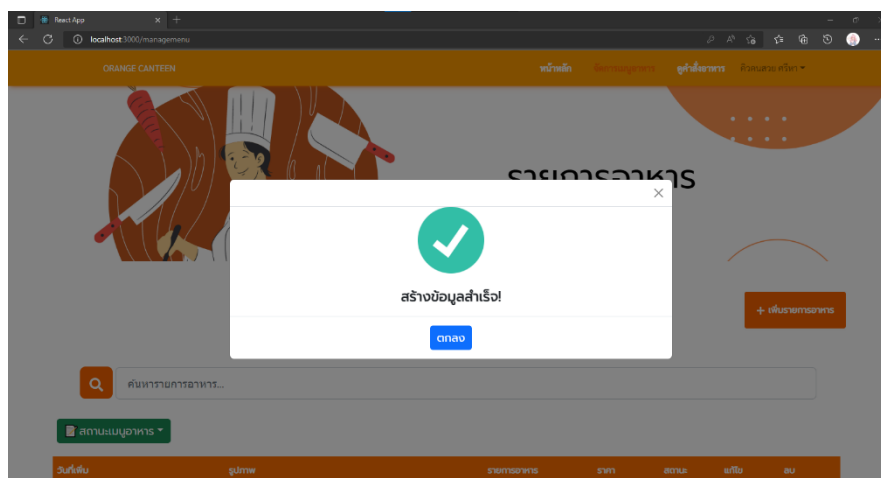 React App
localhost:3000/managemenu
ORANGE CANTEEN
หน้าหลัก
จัดการเมนูอาหาร
ดูคำสั่งอาหาร
รายการอาหาร
สร้างข้อมูลสำเร็จ!
ตกลง
+ เพิ่มรายการอาหาร
ค้นหารายการอาหาร...
สถานะเมนูอาหาร
วันที่เพิ่ม
รูปภาพ
รายการอาหาร
ราคา
สถานะ
แก้ไข
ลบ